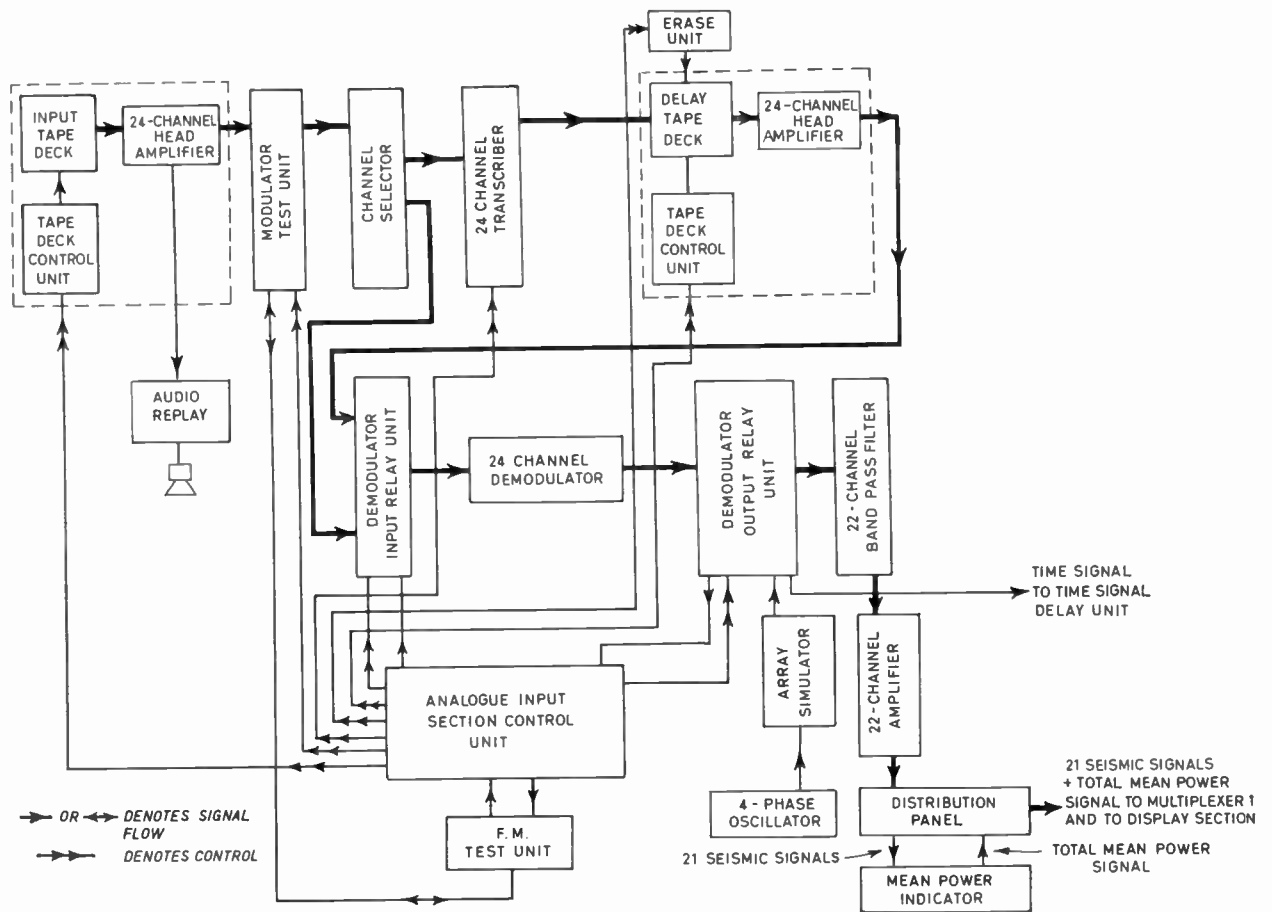 ERASE
UNIT
INPUT
TAPE
DECK
24-CHANNEL
HEAD
AMPLIFIER
TAPE
DECK
CONTROL
UNIT
MODULATOR
TEST UNIT
CHANNEL
SELECTOR
24 CHANNEL
TRANSCRIBER
DELAY
TAPE
DECK
24-CHANNEL
HEAD
AMPLIFIER
TAPE
DECK
CONTROL
UNIT
AUDIO
REPLAY
DEMODULATOR
INPUT RELAY UNIT
24 CHANNEL
DEMODULATOR
DEMODULATOR
OUTPUT RELAY
UNIT
22-CHANNEL
BAND PASS FILTER
TIME SIGNAL
TO TIME SIGNAL
DELAY UNIT
ANALOGUE INPUT
SECTION CONTROL
UNIT
ARRAY
SIMULATOR
22-CHANNEL
AMPLIFIER
4-PHASE
OSCILLATOR
F.M.
TEST UNIT
DISTRIBUTION
PANEL
21 SEISMIC SIGNALS
+ TOTAL MEAN POWER
SIGNAL TO MULTIPLEXER 1
AND TO DISPLAY SECTION
21 SEISMIC SIGNALS
TOTAL MEAN POWER
SIGNAL
MEAN POWER
INDICATOR
OR DENOTES SIGNAL
FLOW
DENOTES CONTROL